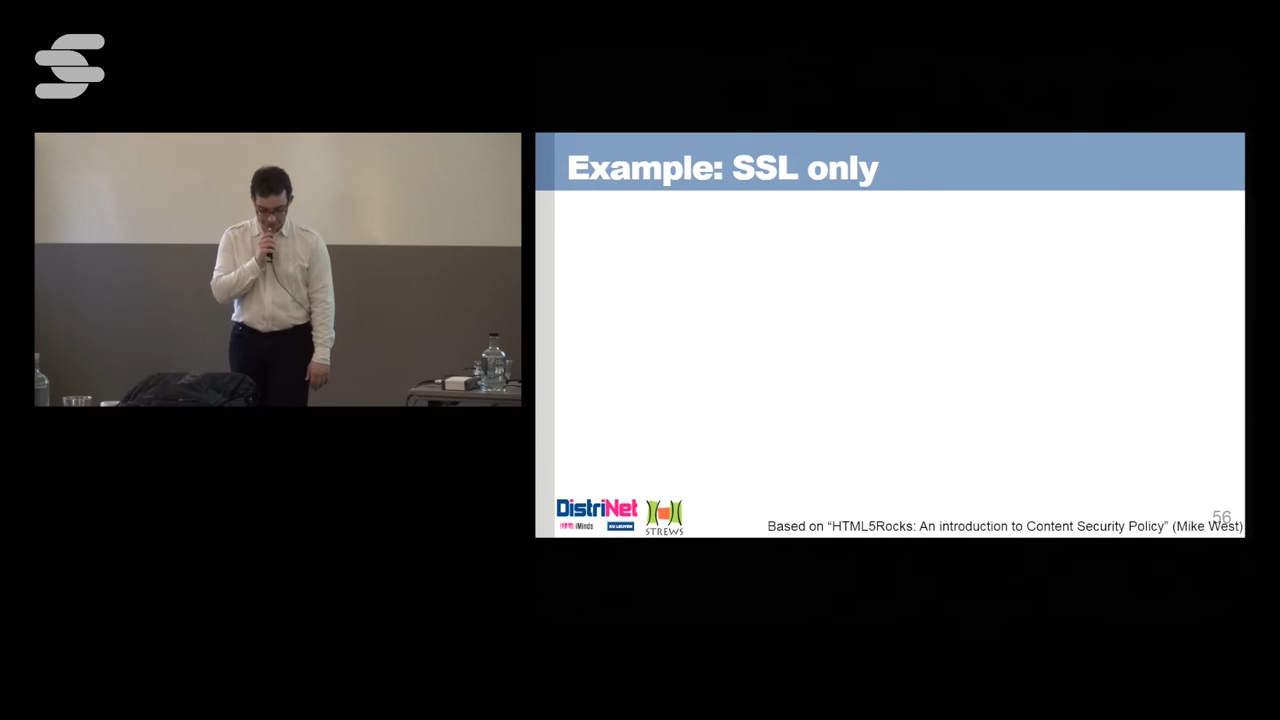 Example: SSL only
DistriNet
iMinds
KU LEUVEN
STREWS
56
Based on “HTML5Rocks: An introduction to Content Security Policy” (Mike West)